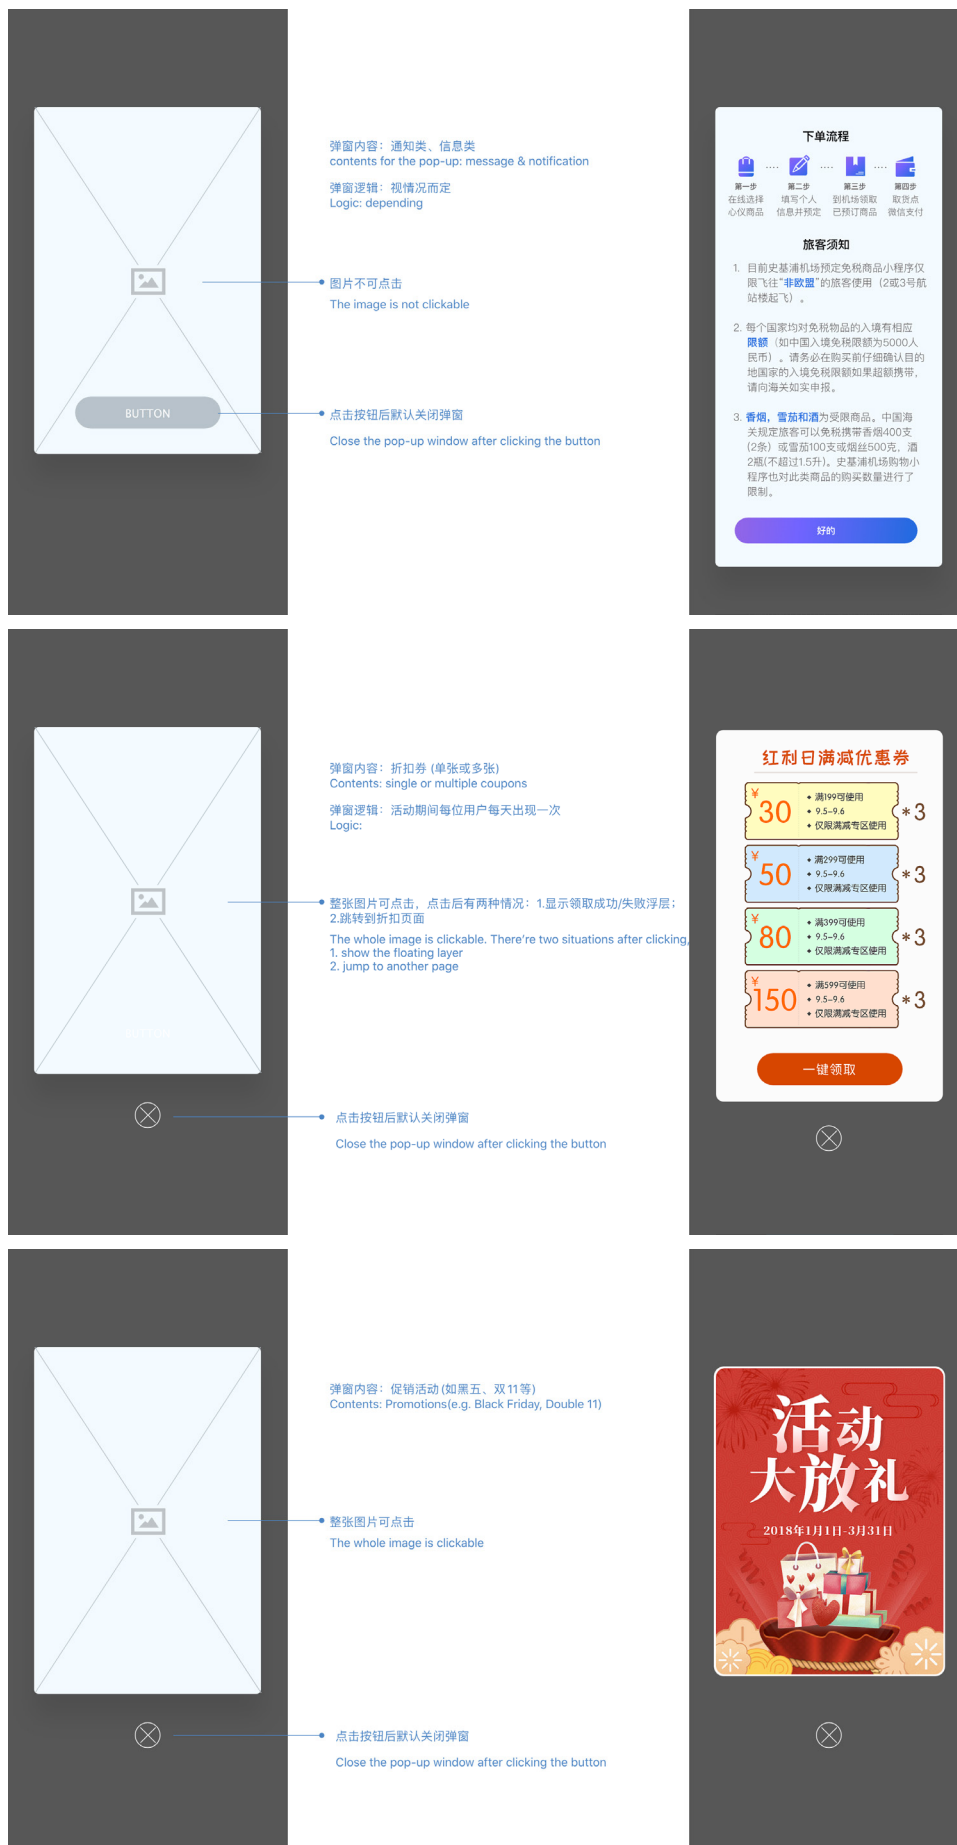 弹窗内容：通知类、信息类
contents for the pop-up: message & notification
弹窗逻辑：视情况而定
Logic: depending
图片不可点击
The image is not clickable
BUTTON
点击按钮后默认关闭弹窗
Close the pop-up window after clicking the button
下单流程
第一步 第二步 第三步 第四步
在线选择 填写个人 到机场领取 取货点
心仪商品 信息并预定 已预订商品 微信支付
旅客须知
1. 目前史基浦机场预定免税商品小程序仅
限飞往“非欧盟”的旅客使用（2或3号航
站楼起飞）。
2. 每个国家均对免税物品的入境有相应
限额（如中国入境免税限额为5000人
民币）。请务必在购买前仔细确认目的
地国家的入境免税限额如果超额携带，
请向海关如实申报。
3. 香烟，雪茄和酒为受限商品。中国海
关规定旅客可以免税携带香烟400支
(2条）或雪茄100支或烟丝500克，酒
2瓶(不超过1.5升)。史基浦机场购物小
程序也对此类商品的购买数量进行了
限制。
好的
弹窗内容：折扣券 (单张或多张)
Contents: single or multiple coupons
弹窗逻辑：活动期间每位用户每天出现一次
Logic:
整张图片可点击，点击后有两种情况：1.显示领取成功/失败浮层；
2.跳转到折扣页面
The whole image is clickable. There're two situations after clicking,
1. show the floating layer
2. jump to another page
BUTTON
点击按钮后默认关闭弹窗
Close the pop-up window after clicking the button
红利日满减优惠券
¥30
满199可使用
9.5-9.6
仅限满减专区使用
*3
¥50
满299可使用
9.5-9.6
仅限满减专区使用
*3
¥80
满399可使用
9.5-9.6
仅限满减专区使用
*3
¥150
满599可使用
9.5-9.6
仅限满减专区使用
*3
一键领取
弹窗内容：促销活动(如黑五、双11等)
Contents: Promotions(e.g. Black Friday, Double 11)
整张图片可点击
The whole image is clickable
点击按钮后默认关闭弹窗
Close the pop-up window after clicking the button
活动
大放礼
2018年1月1日-3月31日